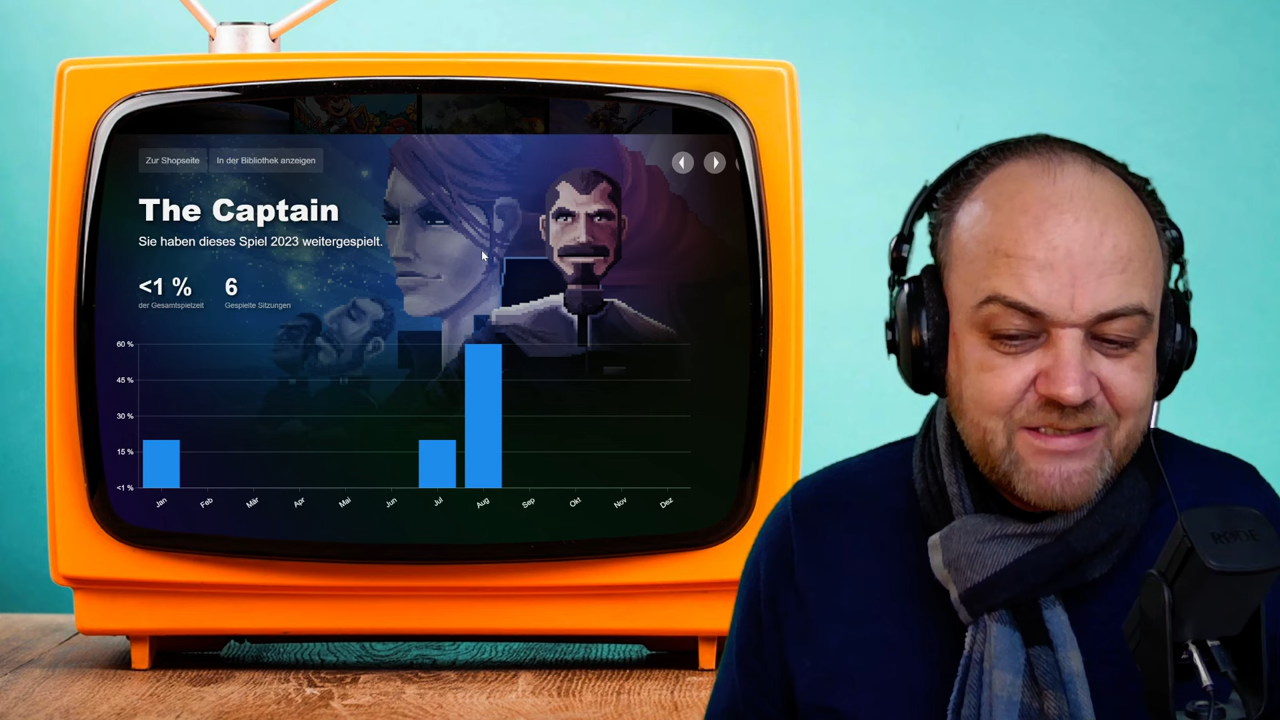 Zur Shopseite In der Bibliothek anzeigen
The Captain
Sie haben dieses Spiel 2023 weitergespielt.
<1 % 6
der Gesamtspielzeit Gespielte Sitzungen
60 %
45 %
30 %
15 %
<1 %
Jan Feb Mär Apr Mai Jun Jul Aug Sep Okt Nov Dez
RØDE